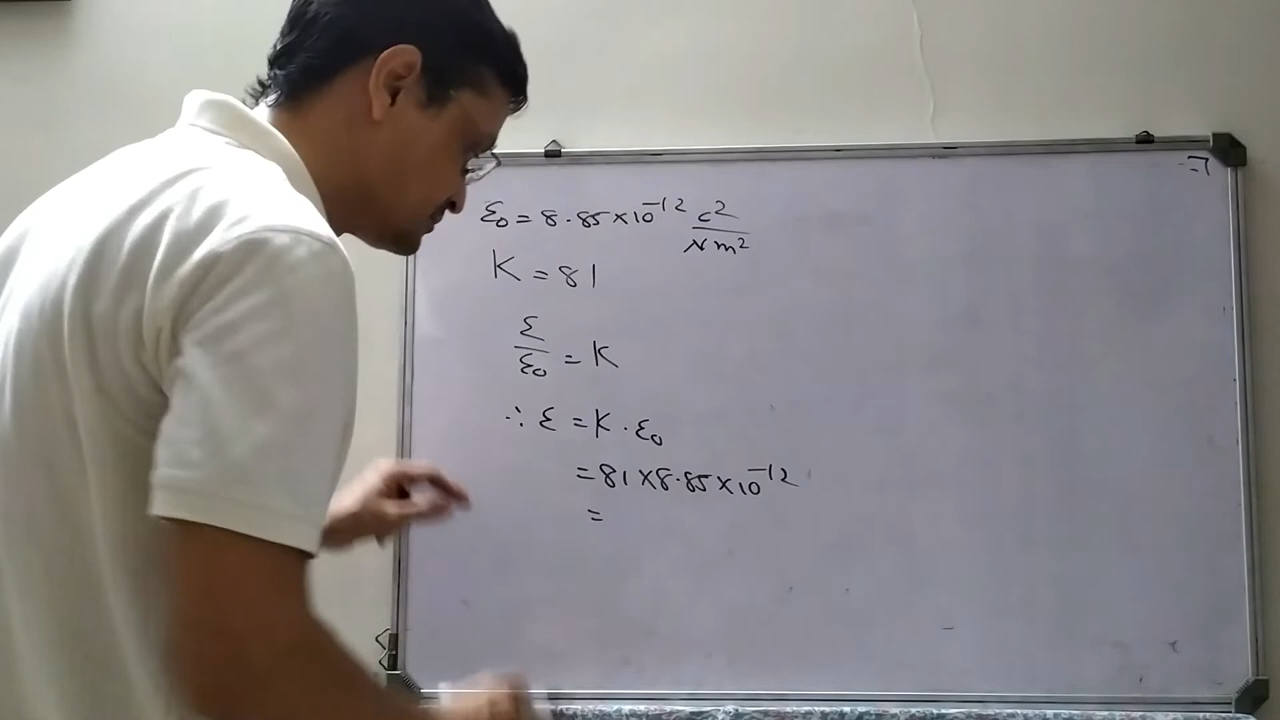 ε₀ = 8.85×10⁻¹² C²/Nm²
K = 81
ε/ε₀ = K
∴ ε = K · ε₀
= 81 × 8.85 × 10⁻¹²
=